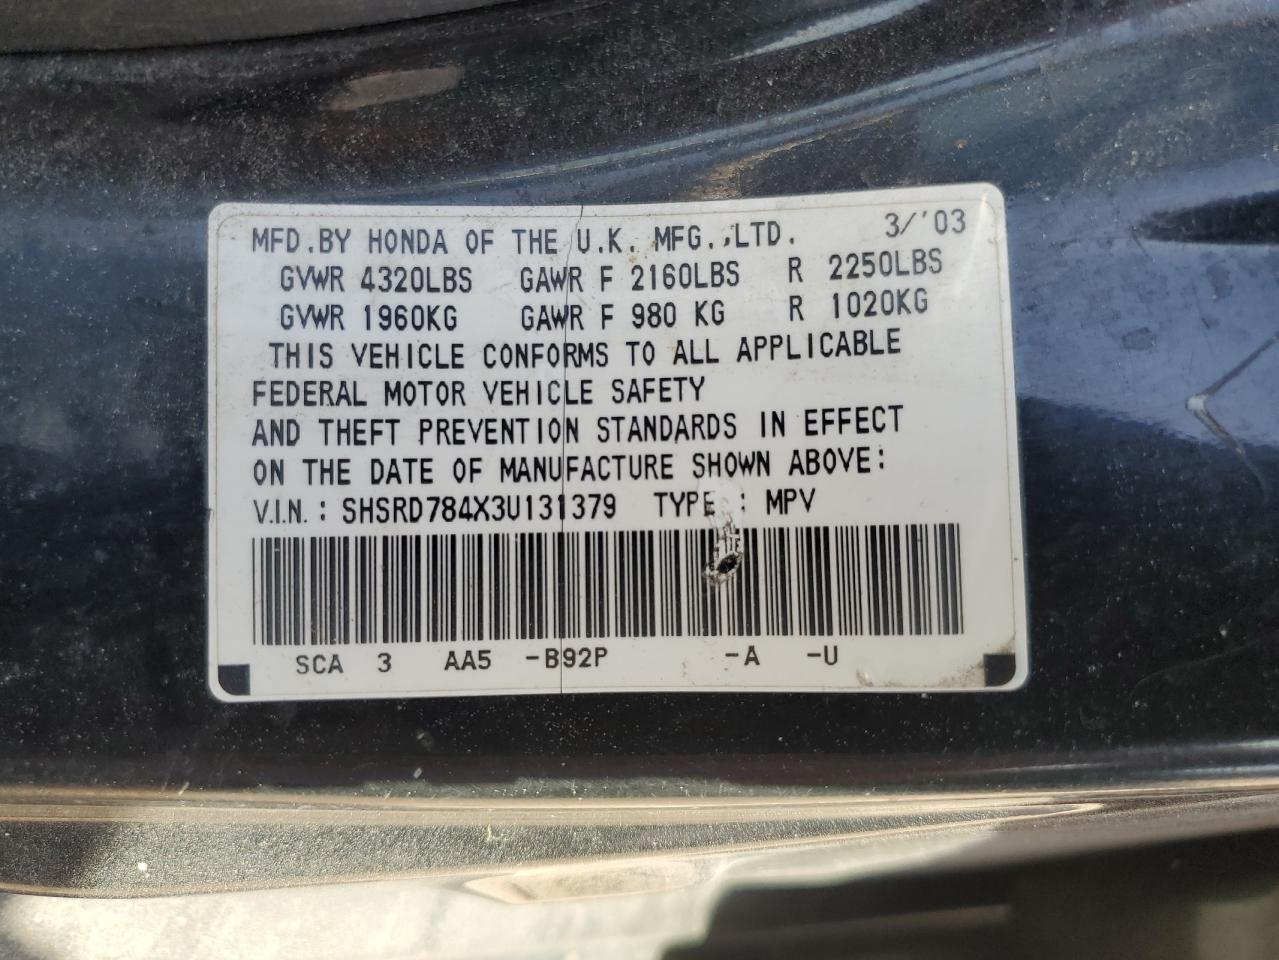 MFD.BY HONDA OF THE U.K. MFG.,LTD. 3/'03
GVWR 4320LBS GAWR F 2160LBS R 2250LBS
GVWR 1960KG GAWR F 980 KG R 1020KG
THIS VEHICLE CONFORMS TO ALL APPLICABLE
FEDERAL MOTOR VEHICLE SAFETY
AND THEFT PREVENTION STANDARDS IN EFFECT
ON THE DATE OF MANUFACTURE SHOWN ABOVE:
V.I.N.: SHSRD784X3U131379 TYPE : MPV
SCA 3 AA5 -B92P -A -U